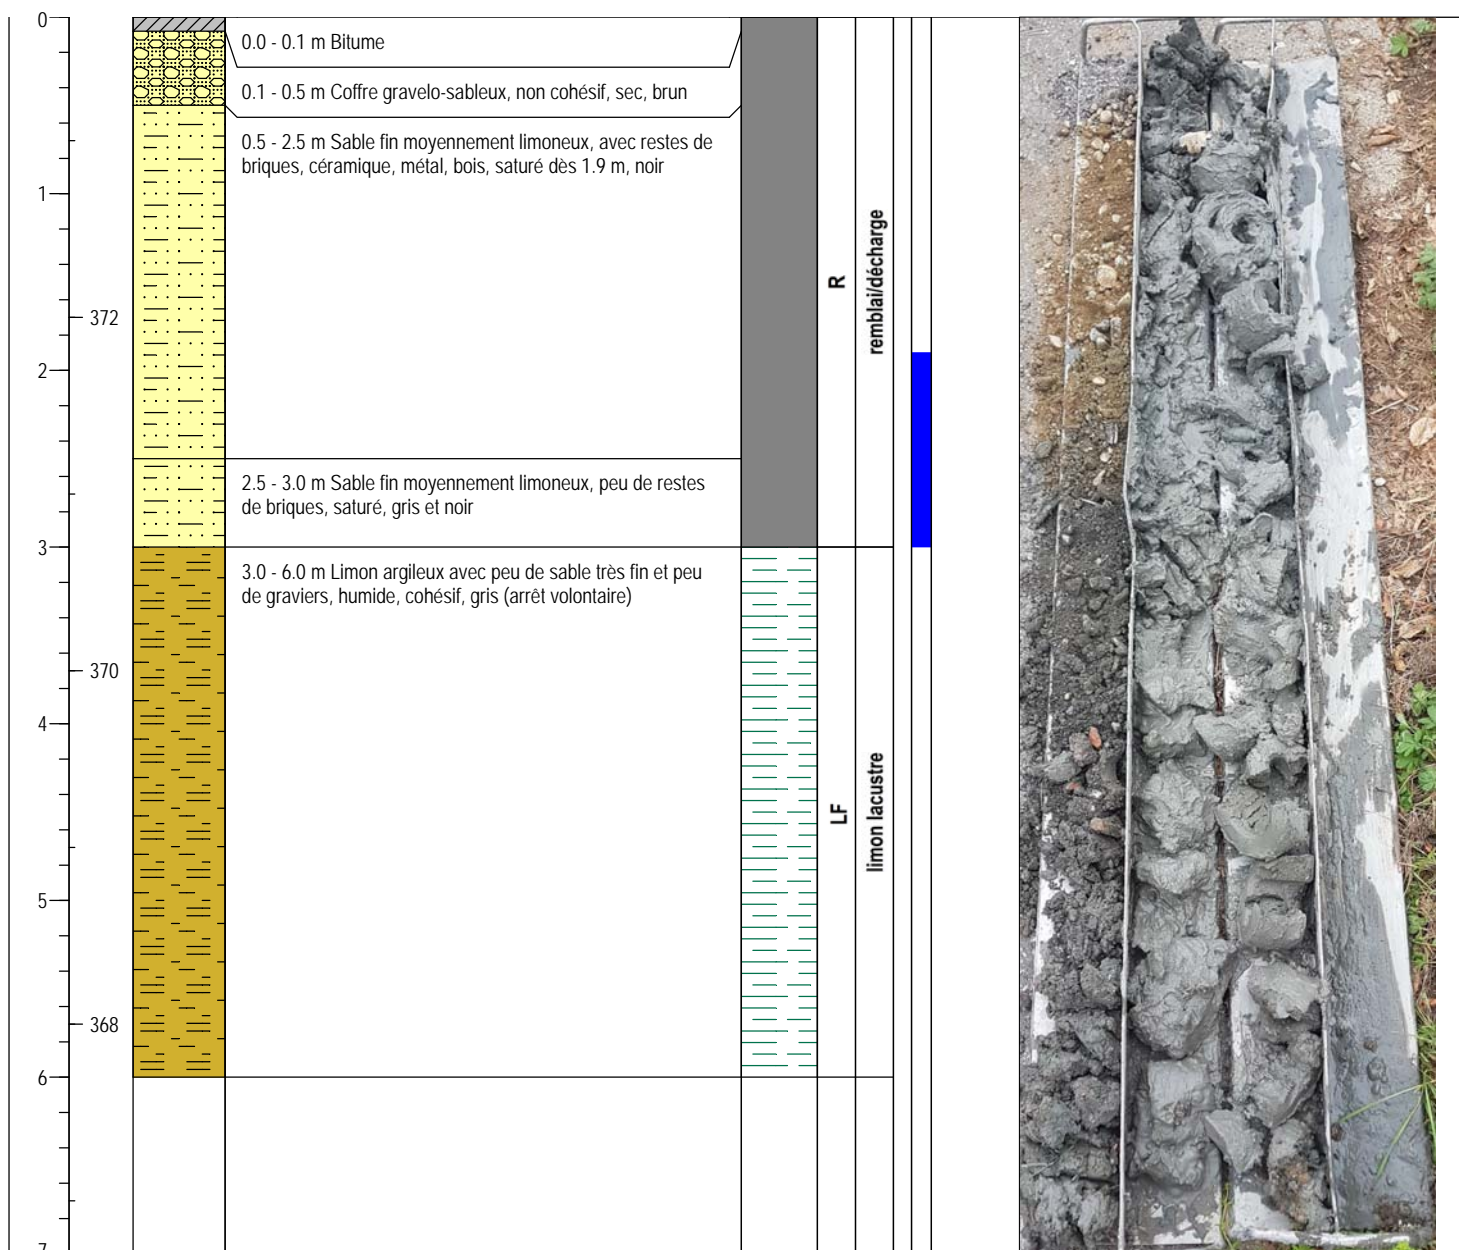 0
0.0 - 0.1 m Bitume
0.1 - 0.5 m Coffre gravelo-sableux, non cohésif, sec, brun
0.5 - 2.5 m Sable fin moyennement limoneux, avec restes de
briques, céramique, métal, bois, saturé dès 1.9 m, noir
1
R
remblai/décharge
372
2
2.5 - 3.0 m Sable fin moyennement limoneux, peu de restes
de briques, saturé, gris et noir
3
3.0 - 6.0 m Limon argileux avec peu de sable très fin et peu
de graviers, humide, cohésif, gris (arrêt volontaire)
370
4
LF
limon lacustre
5
368
6
7